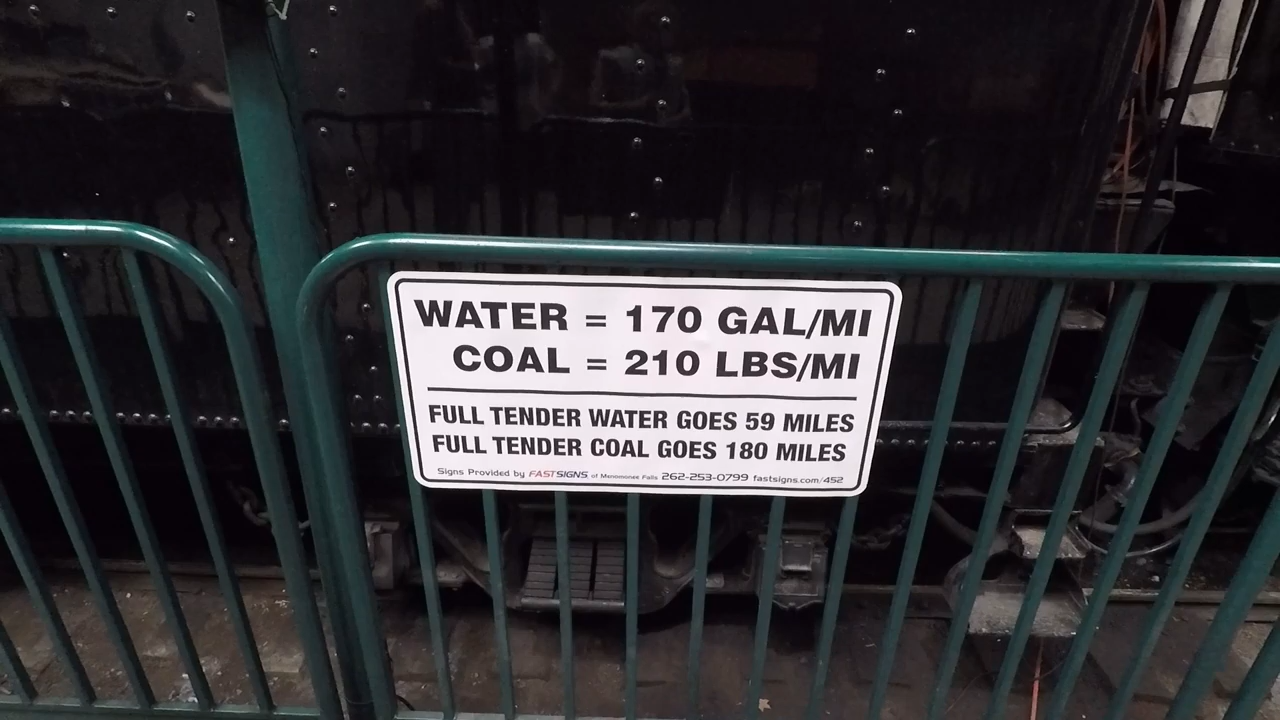 WATER = 170 GAL/MI
COAL = 210 LBS/MI
FULL TENDER WATER GOES 59 MILES
FULL TENDER COAL GOES 180 MILES
Signs Provided by FASTSIGNS of Menomonee Falls 262-253-0799 fastsigns.com/452